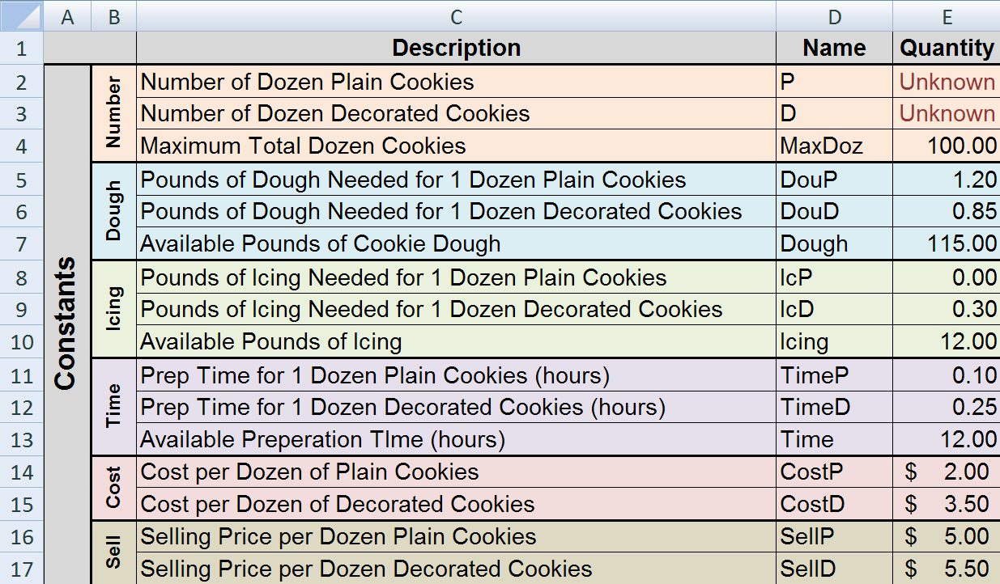 A B C D E
1 Description Name Quantity
Constants
Number
2 Number of Dozen Plain Cookies P Unknown
3 Number of Dozen Decorated Cookies D Unknown
4 Maximum Total Dozen Cookies MaxDoz 100.00
Dough
5 Pounds of Dough Needed for 1 Dozen Plain Cookies DouP 1.20
6 Pounds of Dough Needed for 1 Dozen Decorated Cookies DouD 0.85
7 Available Pounds of Cookie Dough Dough 115.00
Icing
8 Pounds of Icing Needed for 1 Dozen Plain Cookies IcP 0.00
9 Pounds of Icing Needed for 1 Dozen Decorated Cookies IcD 0.30
10 Available Pounds of Icing Icing 12.00
Time
11 Prep Time for 1 Dozen Plain Cookies (hours) TimeP 0.10
12 Prep Time for 1 Dozen Decorated Cookies (hours) TimeD 0.25
13 Available Preperation TIme (hours) Time 12.00
Cost
14 Cost per Dozen of Plain Cookies CostP $ 2.00
15 Cost per Dozen of Decorated Cookies CostD $ 3.50
Sell
16 Selling Price per Dozen Plain Cookies SellP $ 5.00
17 Selling Price per Dozen Decorated Cookies SellD $ 5.50